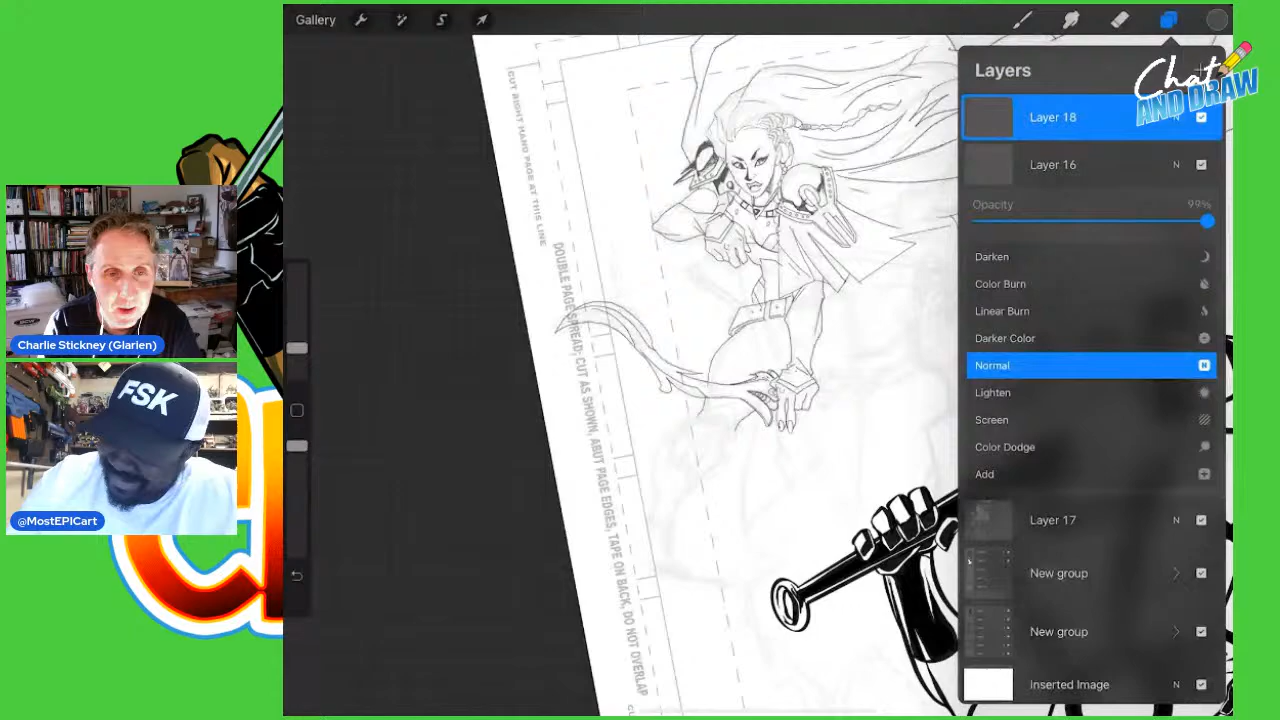 Gallery
Chat
AND DRAW
Layers
Layer 18
Layer 16
N
Opacity
99%
Darken
Color Burn
Linear Burn
Darker Color
Normal
N
Lighten
Screen
Color Dodge
Add
Layer 17
N
New group
New group
Inserted Image
N
CUT RIGHT HAND PAGE AT THIS LINE
DOUBLE PAGE SPREAD; CUT AS SHOWN, ABUT PAGE EDGES, TAPE ON BACK, DO NOT OVERLAP
Charlie Stickney (Glarien)
FSK
@MostEPICart